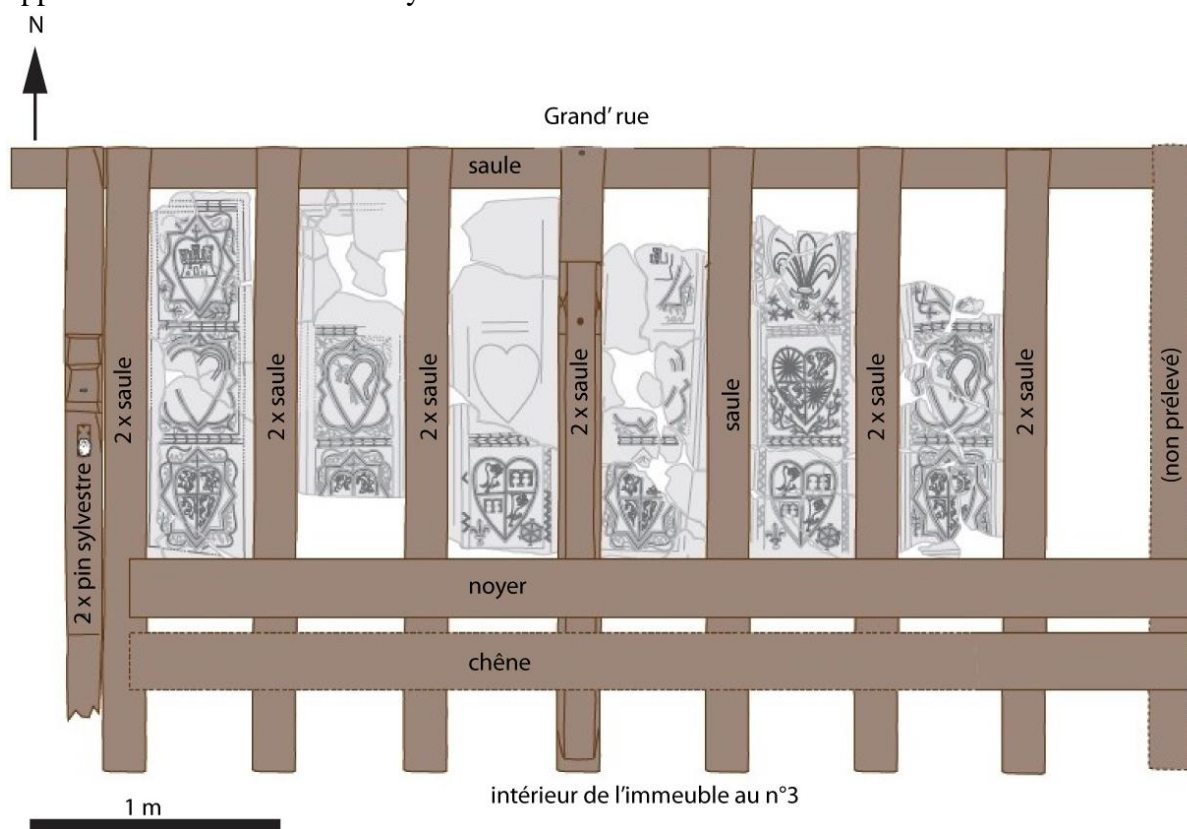 N
Grand' rue
saule
2 x pin sylvestre
2 x saule
2 x saule
2 x saule
2 x saule
saule
2 x saule
2 x saule
(non prélevé)
noyer
chêne
intérieur de l'immeuble au n°3
1 m